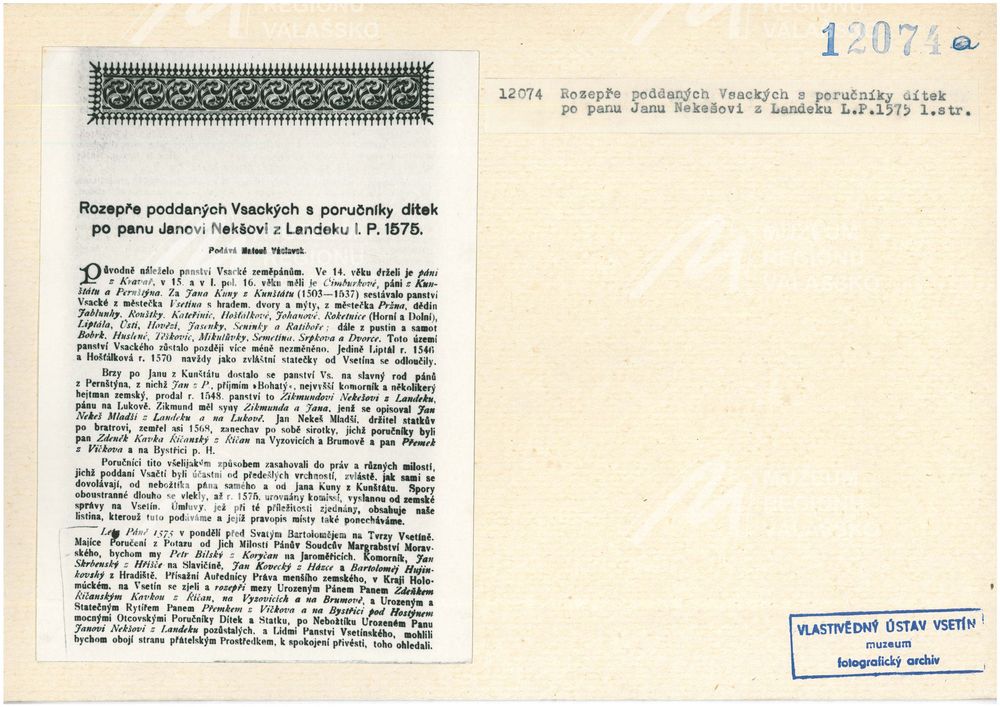 12074a
12074 Rozepře poddaných Vsackých s poručníky dítek
po panu Janu Nekešovi z Landeku L.P.1575 1.str.
Rozepře poddaných Vsackých s poručníky dítek
po panu Janovi Nekšovi z Landeku l. P. 1575.
Podává Matouš Václavek.
Původně náleželo panství Vsacké zeměpánům. Ve 14. věku drželi je páni
z Kravař, v 15. a v l. pol. 16. věku měli je Cimburkové, páni z Kun-
štátu a Pernštýna. Za Jana Kuny z Kunštátu (1503—1537) sestávalo panství
Vsacké z městečka Vsetína s hradem, dvory a mýty, z městečka Pržna, dědin
Jablunky, Rouštky, Kateřinic, Hošťalkové, Johanové, Roketnice (Horní a Dolní),
Liptála, Ústí, Hovězí, Jasenky, Seninky a Ratiboře; dále z pustin a samot
Bobrk, Huslené, Těškovic, Mikulůvky, Semetína, Srpkova a Dvorce. Toto území
panství Vsackého zůstalo později více méně nezměněno. Jedině Liptál r. 1546
a Hošťálková r. 1570 navždy jako zvláštní statečky od Vsetína se odloučily.
Brzy po Janu z Kunštátu dostalo se panství Vs. na slavný rod pánů
z Pernštýna, z nichž Jan z P., příjmím »Bohatý«, nejvyšší komorník a několikerý
hejtman zemský, prodal r. 1548. panství to Zikmundovi Nekešovi z Landeku,
pánu na Lukově. Zikmund měl syny Zikmunda a Jana, jenž se opisoval Jan
Nekeš Mladší z Landeku a na Lukově. Jan Nekeš Mladší, držitel statkův
po bratrovi, zemřel asi 1568, zanechav po sobě sirotky, jichž poručníky byli
pan Zdeněk Kavka Říčanský z Říčan na Vyzovicích a Brumově a pan Přemek
z Víčkova a na Bystřici p. H.
Poručníci tito všelijakým způsobem zasahovali do práv a různých milostí,
jichž poddaní Vsačtí byli účastni od předešlých vrchností, zvláště, jak sami se
dovolávají, od nebožtíka pána samého a od Jana Kuny z Kunštátu. Spory
oboustranné dlouho se vlekly, až r. 1575, urovnány komissí, vyslanou od zemské
správy na Vsetín. Úmluvy, jež při té příležitosti zjednány, obsahuje naše
listina, kterouž tuto podáváme a jejíž pravopis místy také ponecháváme.
Leta Páně 1575 v pondělí před Svatým Bartolomějem na Tvrzy Vsetíně.
Majíce Poručení z Potazu od Jich Milostí Pánův Soudcův Margrabství Morav-
ského, bychom my Petr Bílský z Koryčan na Jaroměřicích. Komorník, Jan
Skrbenský z Hříště na Slavičíně, Jan Kovecký z Házce a Bartoloměj Hujin-
kovský z Hradiště. Přísažní Auřednícy Práva menšího zemského, v Kraji Holo-
múckém, na Vsetín se zjeli a rozepři mezy Urozeným Pánem Panem Zdeňkem
Říčanským Kavkou z Říčan, na Vyzovicích a na Brumově, a Urozeným a
Statečným Rytířem Panem Přemkem z Víčkova a na Bystřici pod Hostýnem
mocnými Otcovskými Poručníky Dítek a Statku, po Nebožtíku Urozeném Panu
Janovi Nekšovi z Landeku pozůstalých, a Lidmi Panství Vsetínského, mohlili
bychom obojí stranu přátelským Prostředkem, k spokojení přivésti, toho ohledali.
VLASTIVĚDNÝ ÚSTAV VSETÍN
muzeum
fotografický archiv